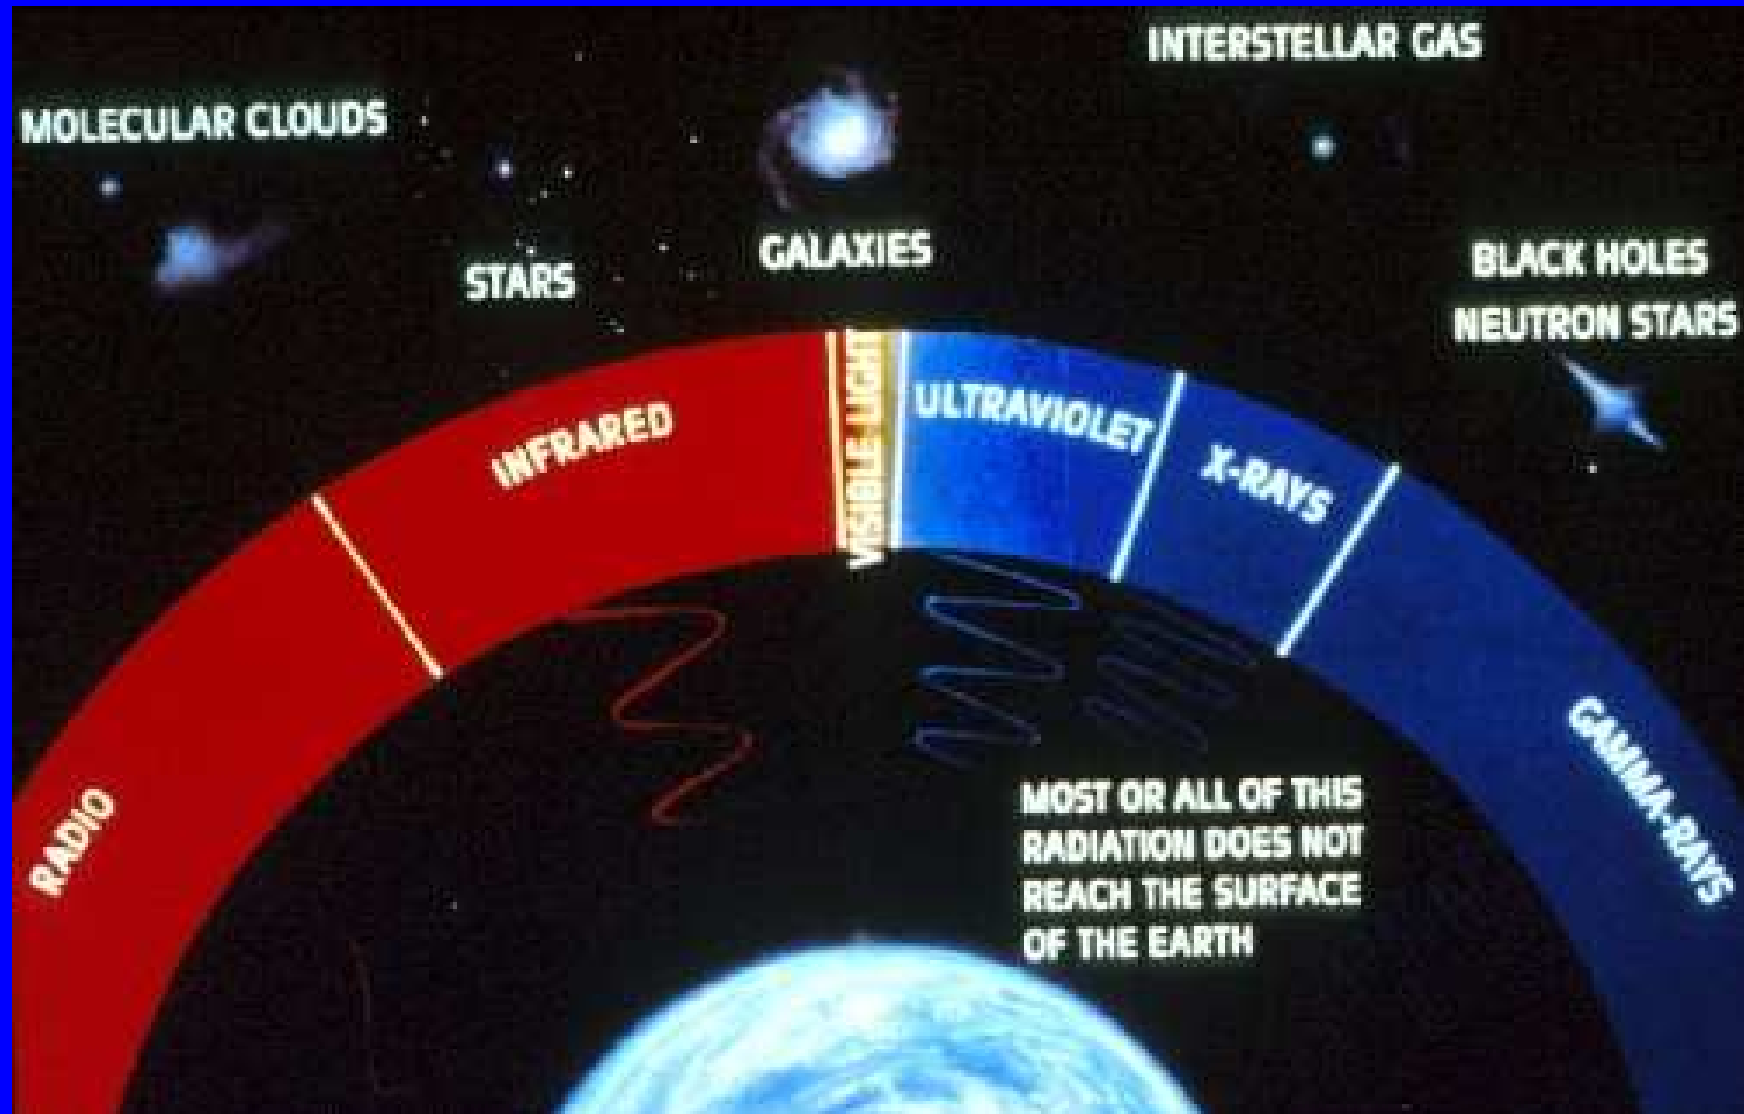 INTERSTELLAR GAS
MOLECULAR CLOUDS
STARS
GALAXIES
BLACK HOLES
NEUTRON STARS
RADIO
INFRARED
VISIBLE LIGHT
ULTRAVIOLET
X-RAYS
GAMMA-RAYS
MOST OR ALL OF THIS
RADIATION DOES NOT
REACH THE SURFACE
OF THE EARTH